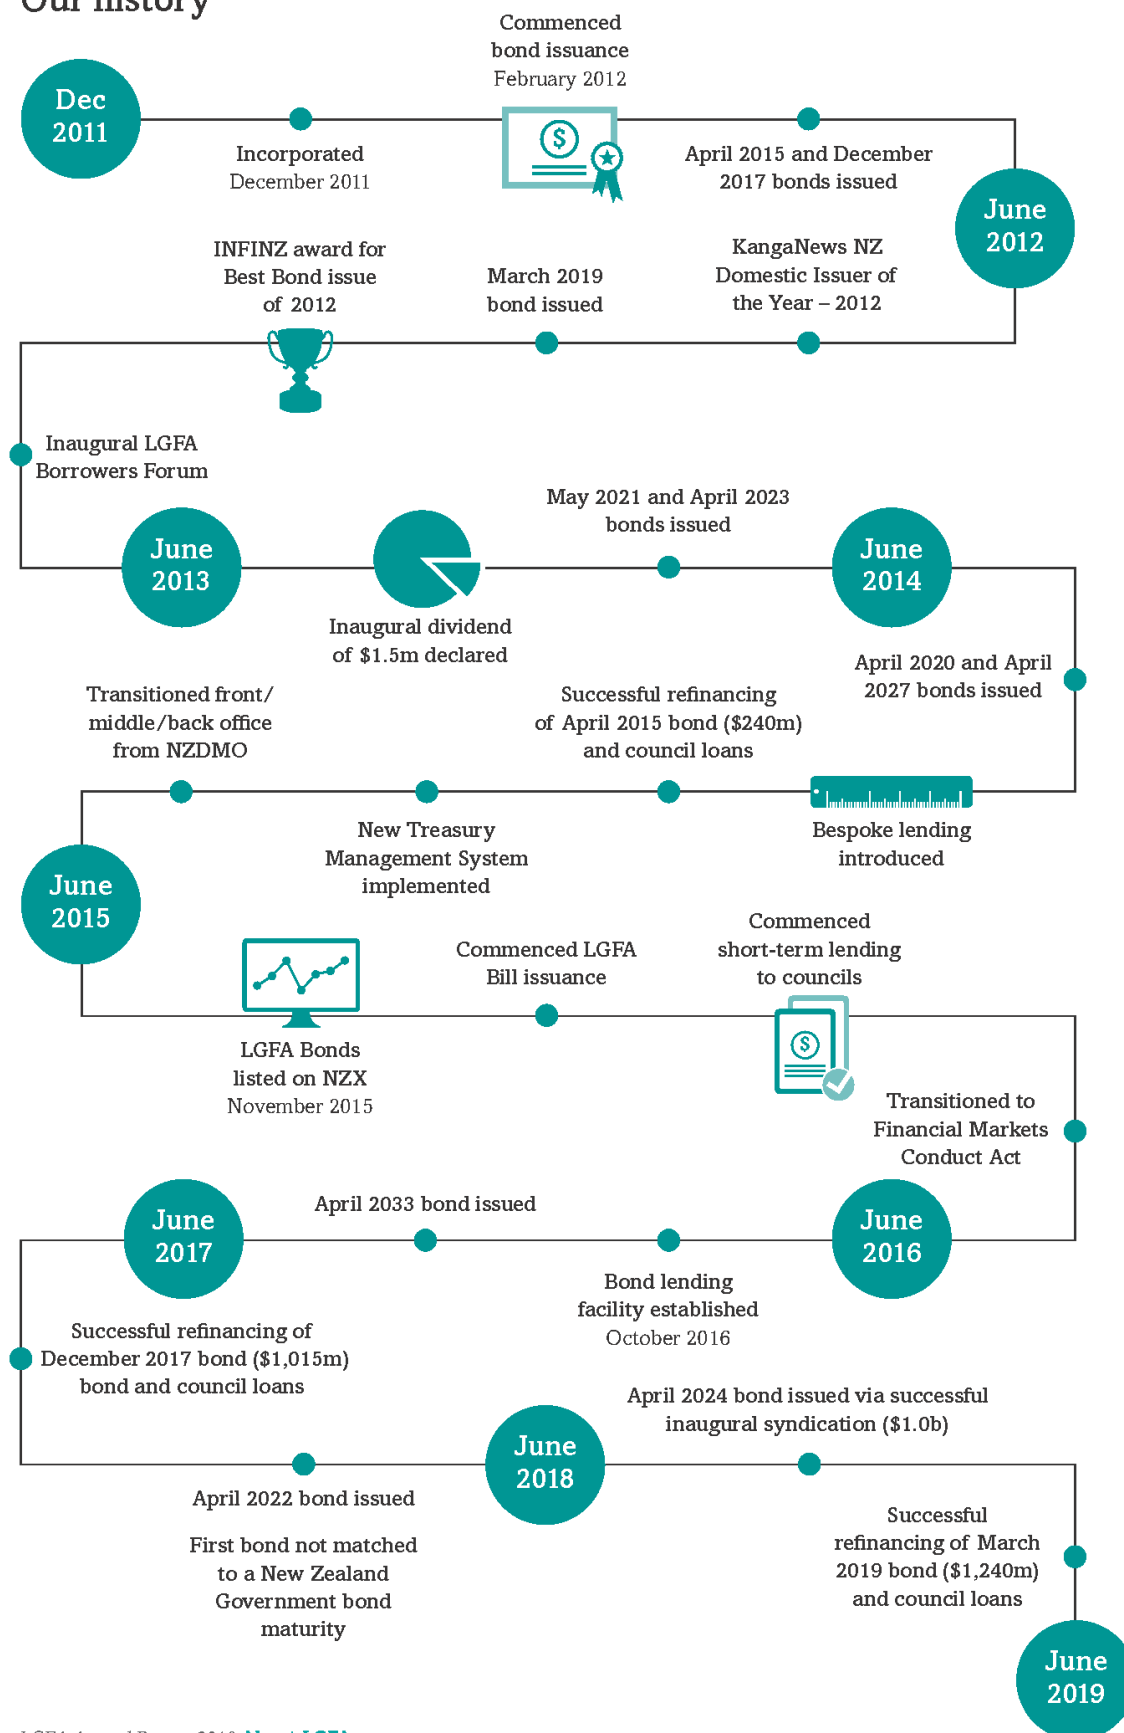 Our history
Commenced
bond issuance
February 2012
Dec
2011
Incorporated
December 2011
April 2015 and December
2017 bonds issued
June
2012
KangaNews NZ
Domestic Issuer of
the Year – 2012
March 2019
bond issued
INFINZ award for
Best Bond issue
of 2012
Inaugural LGFA
Borrowers Forum
June
2013
Inaugural dividend
of $1.5m declared
May 2021 and April 2023
bonds issued
June
2014
April 2020 and April
2027 bonds issued
Bespoke lending
introduced
Successful refinancing
of April 2015 bond ($240m)
and council loans
New Treasury
Management System
implemented
Transitioned front/
middle/back office
from NZDMO
June
2015
LGFA Bonds
listed on NZX
November 2015
Commenced LGFA
Bill issuance
Commenced
short-term lending
to councils
Transitioned to
Financial Markets
Conduct Act
June
2016
Bond lending
facility established
October 2016
April 2033 bond issued
June
2017
Successful refinancing of
December 2017 bond ($1,015m)
bond and council loans
April 2022 bond issued
First bond not matched
to a New Zealand
Government bond
maturity
June
2018
April 2024 bond issued via successful
inaugural syndication ($1.0b)
Successful
refinancing of March
2019 bond ($1,240m)
and council loans
June
2019